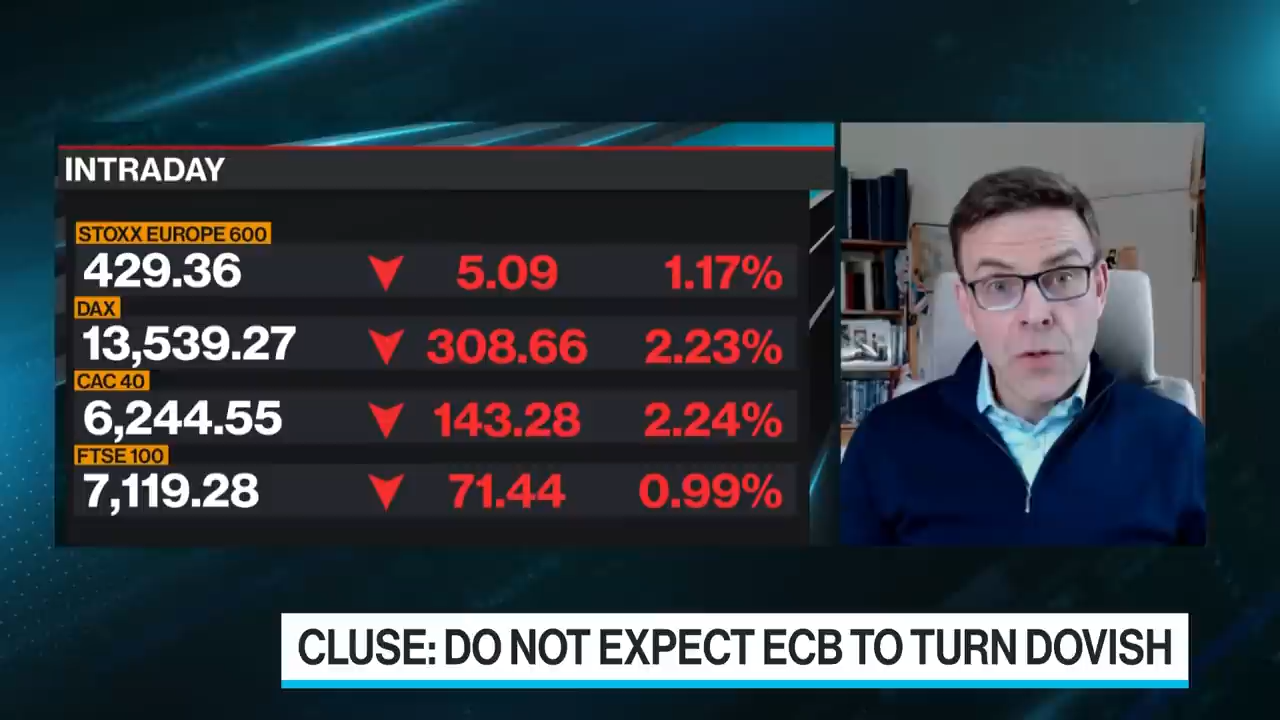 INTRADAY
STOXX EUROPE 600
429.36 5.09 1.17%
DAX
13,539.27 308.66 2.23%
CAC 40
6,244.55 143.28 2.24%
FTSE 100
7,119.28 71.44 0.99%
CLUSE: DO NOT EXPECT ECB TO TURN DOVISH